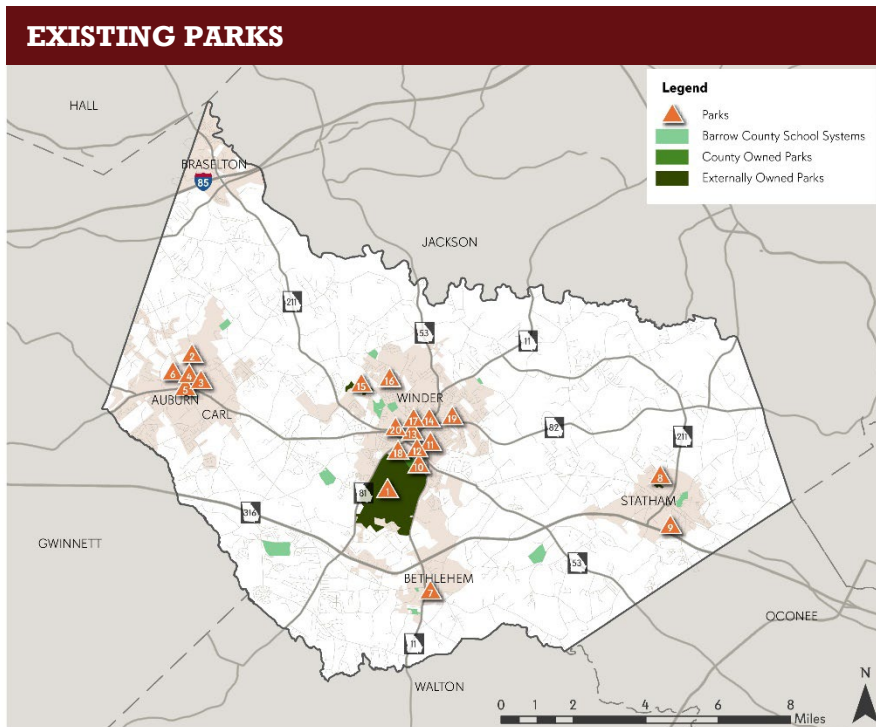 EXISTING PARKS
Legend
Parks
Barrow County School Systems
County Owned Parks
Externally Owned Parks
HALL
BRASELTON
85
JACKSON
211
53
11
2
6
4
3
5
AUBURN
CARL
15
16
WINDER
17
14
19
20
13
82
211
11
18
12
10
1
81
8
STATHAM
9
316
GWINNETT
53
BETHLEHEM
7
OCONEE
11
WALTON
N
0 1 2 4 6 8
Miles